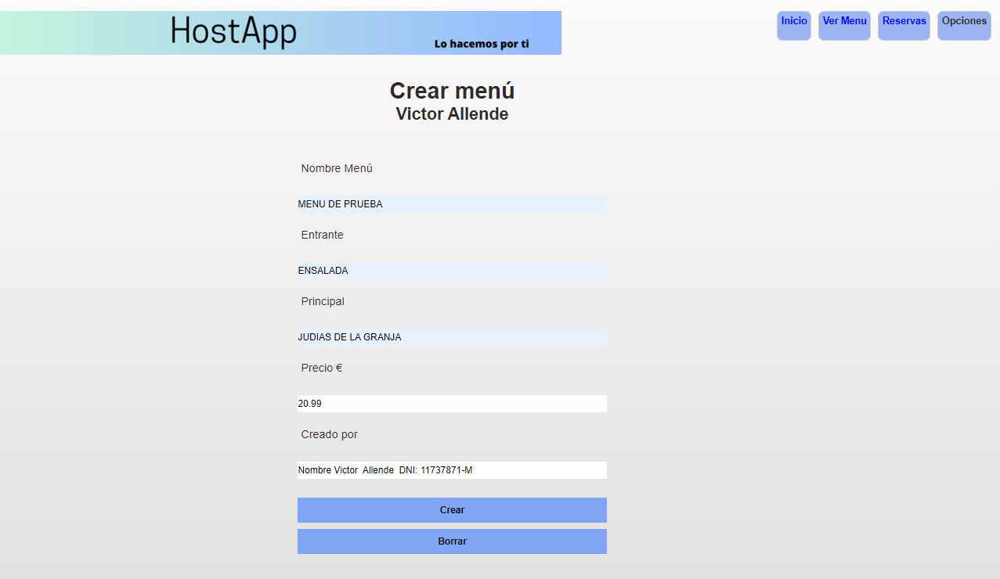 HostApp
Lo hacemos por ti
Inicio
Ver Menu
Reservas
Opciones
Crear menú
Victor Allende
Nombre Menú
MENU DE PRUEBA
Entrante
ENSALADA
Principal
JUDIAS DE LA GRANJA
Precio €
20.99
Creado por
Nombre Victor Allende DNI: 11737871-M
Crear
Borrar